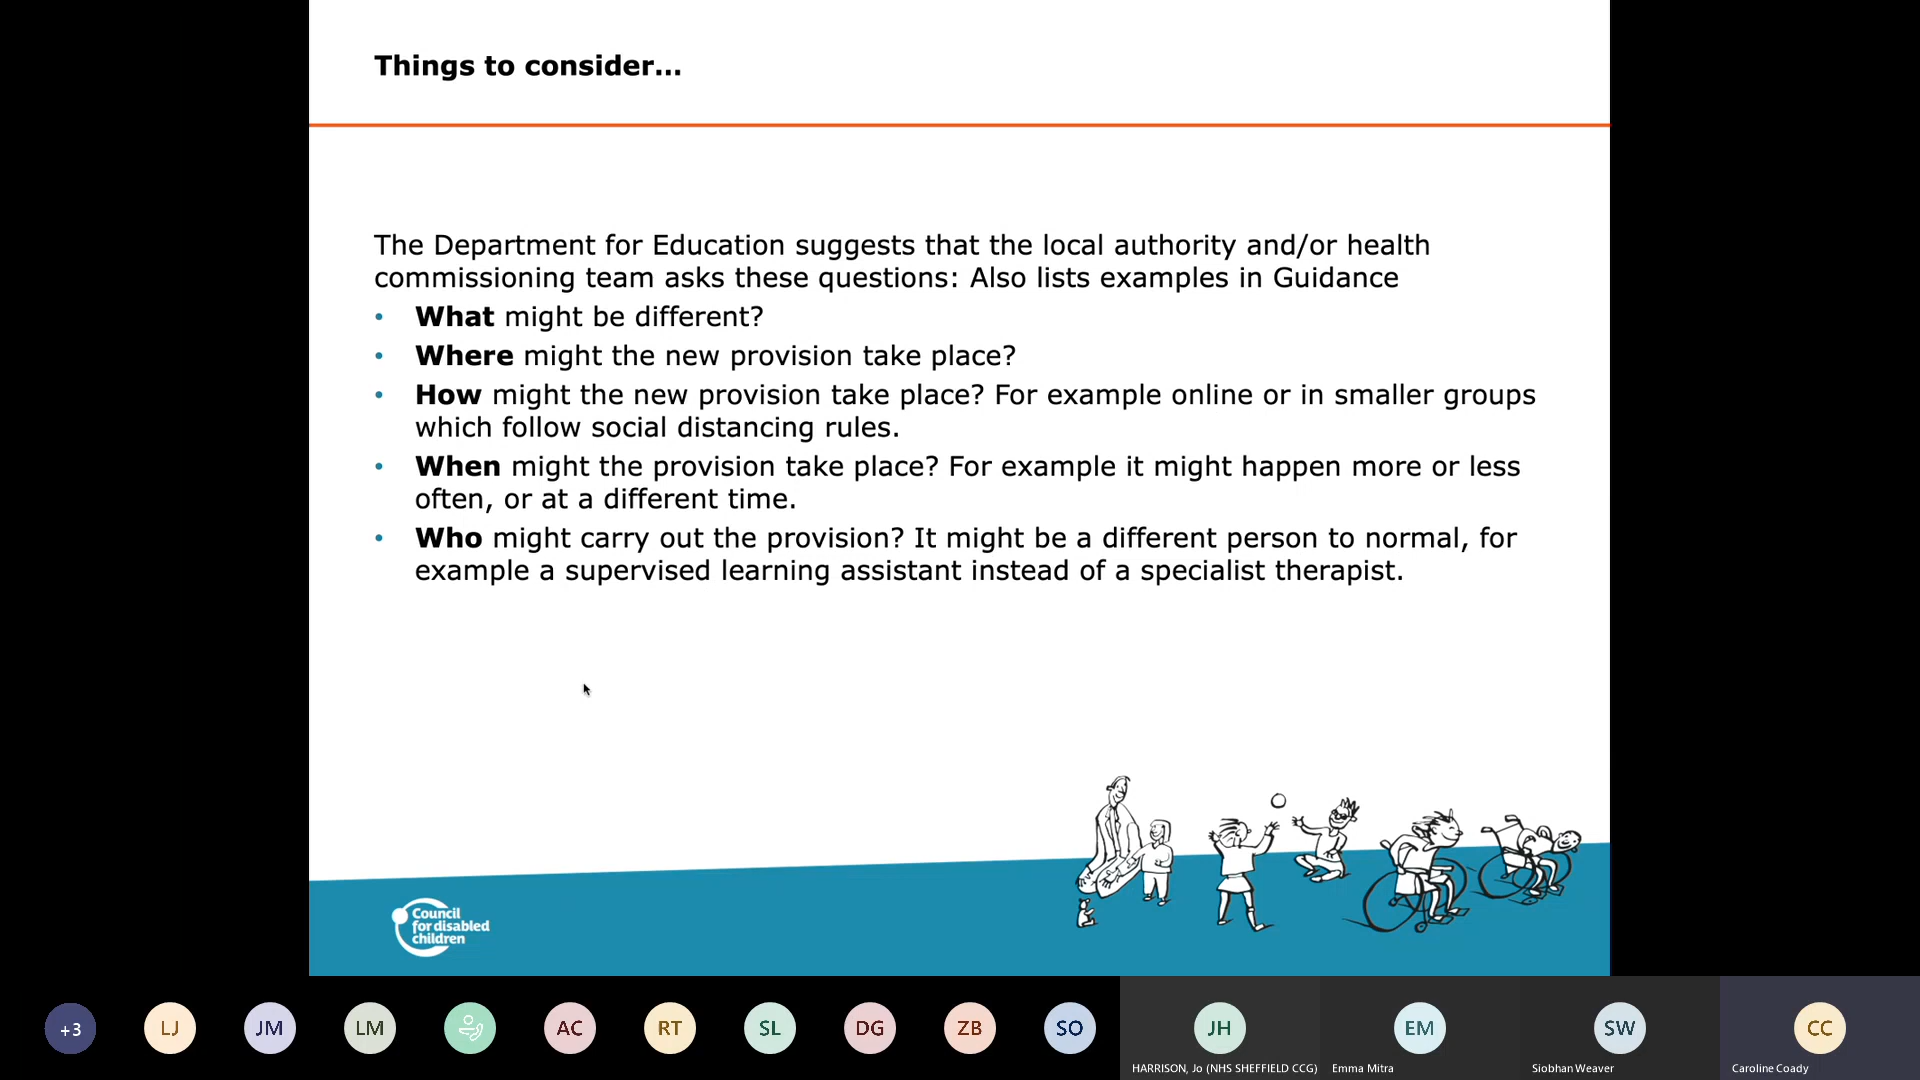 Things to consider...
The Department for Education suggests that the local authority and/or health
commissioning team asks these questions: Also lists examples in Guidance
• What might be different?
• Where might the new provision take place?
• How might the new provision take place? For example online or in smaller groups
which follow social distancing rules.
• When might the provision take place? For example it might happen more or less
often, or at a different time.
• Who might carry out the provision? It might be a different person to normal, for
example a supervised learning assistant instead of a specialist therapist.
Council
for disabled
children
+3 LJ JM LM AC RT SL DG ZB SO JH EM SW CC
HARRISON, Jo (NHS SHEFFIELD CCG) Emma Mitra Siobhan Weaver Caroline Coady